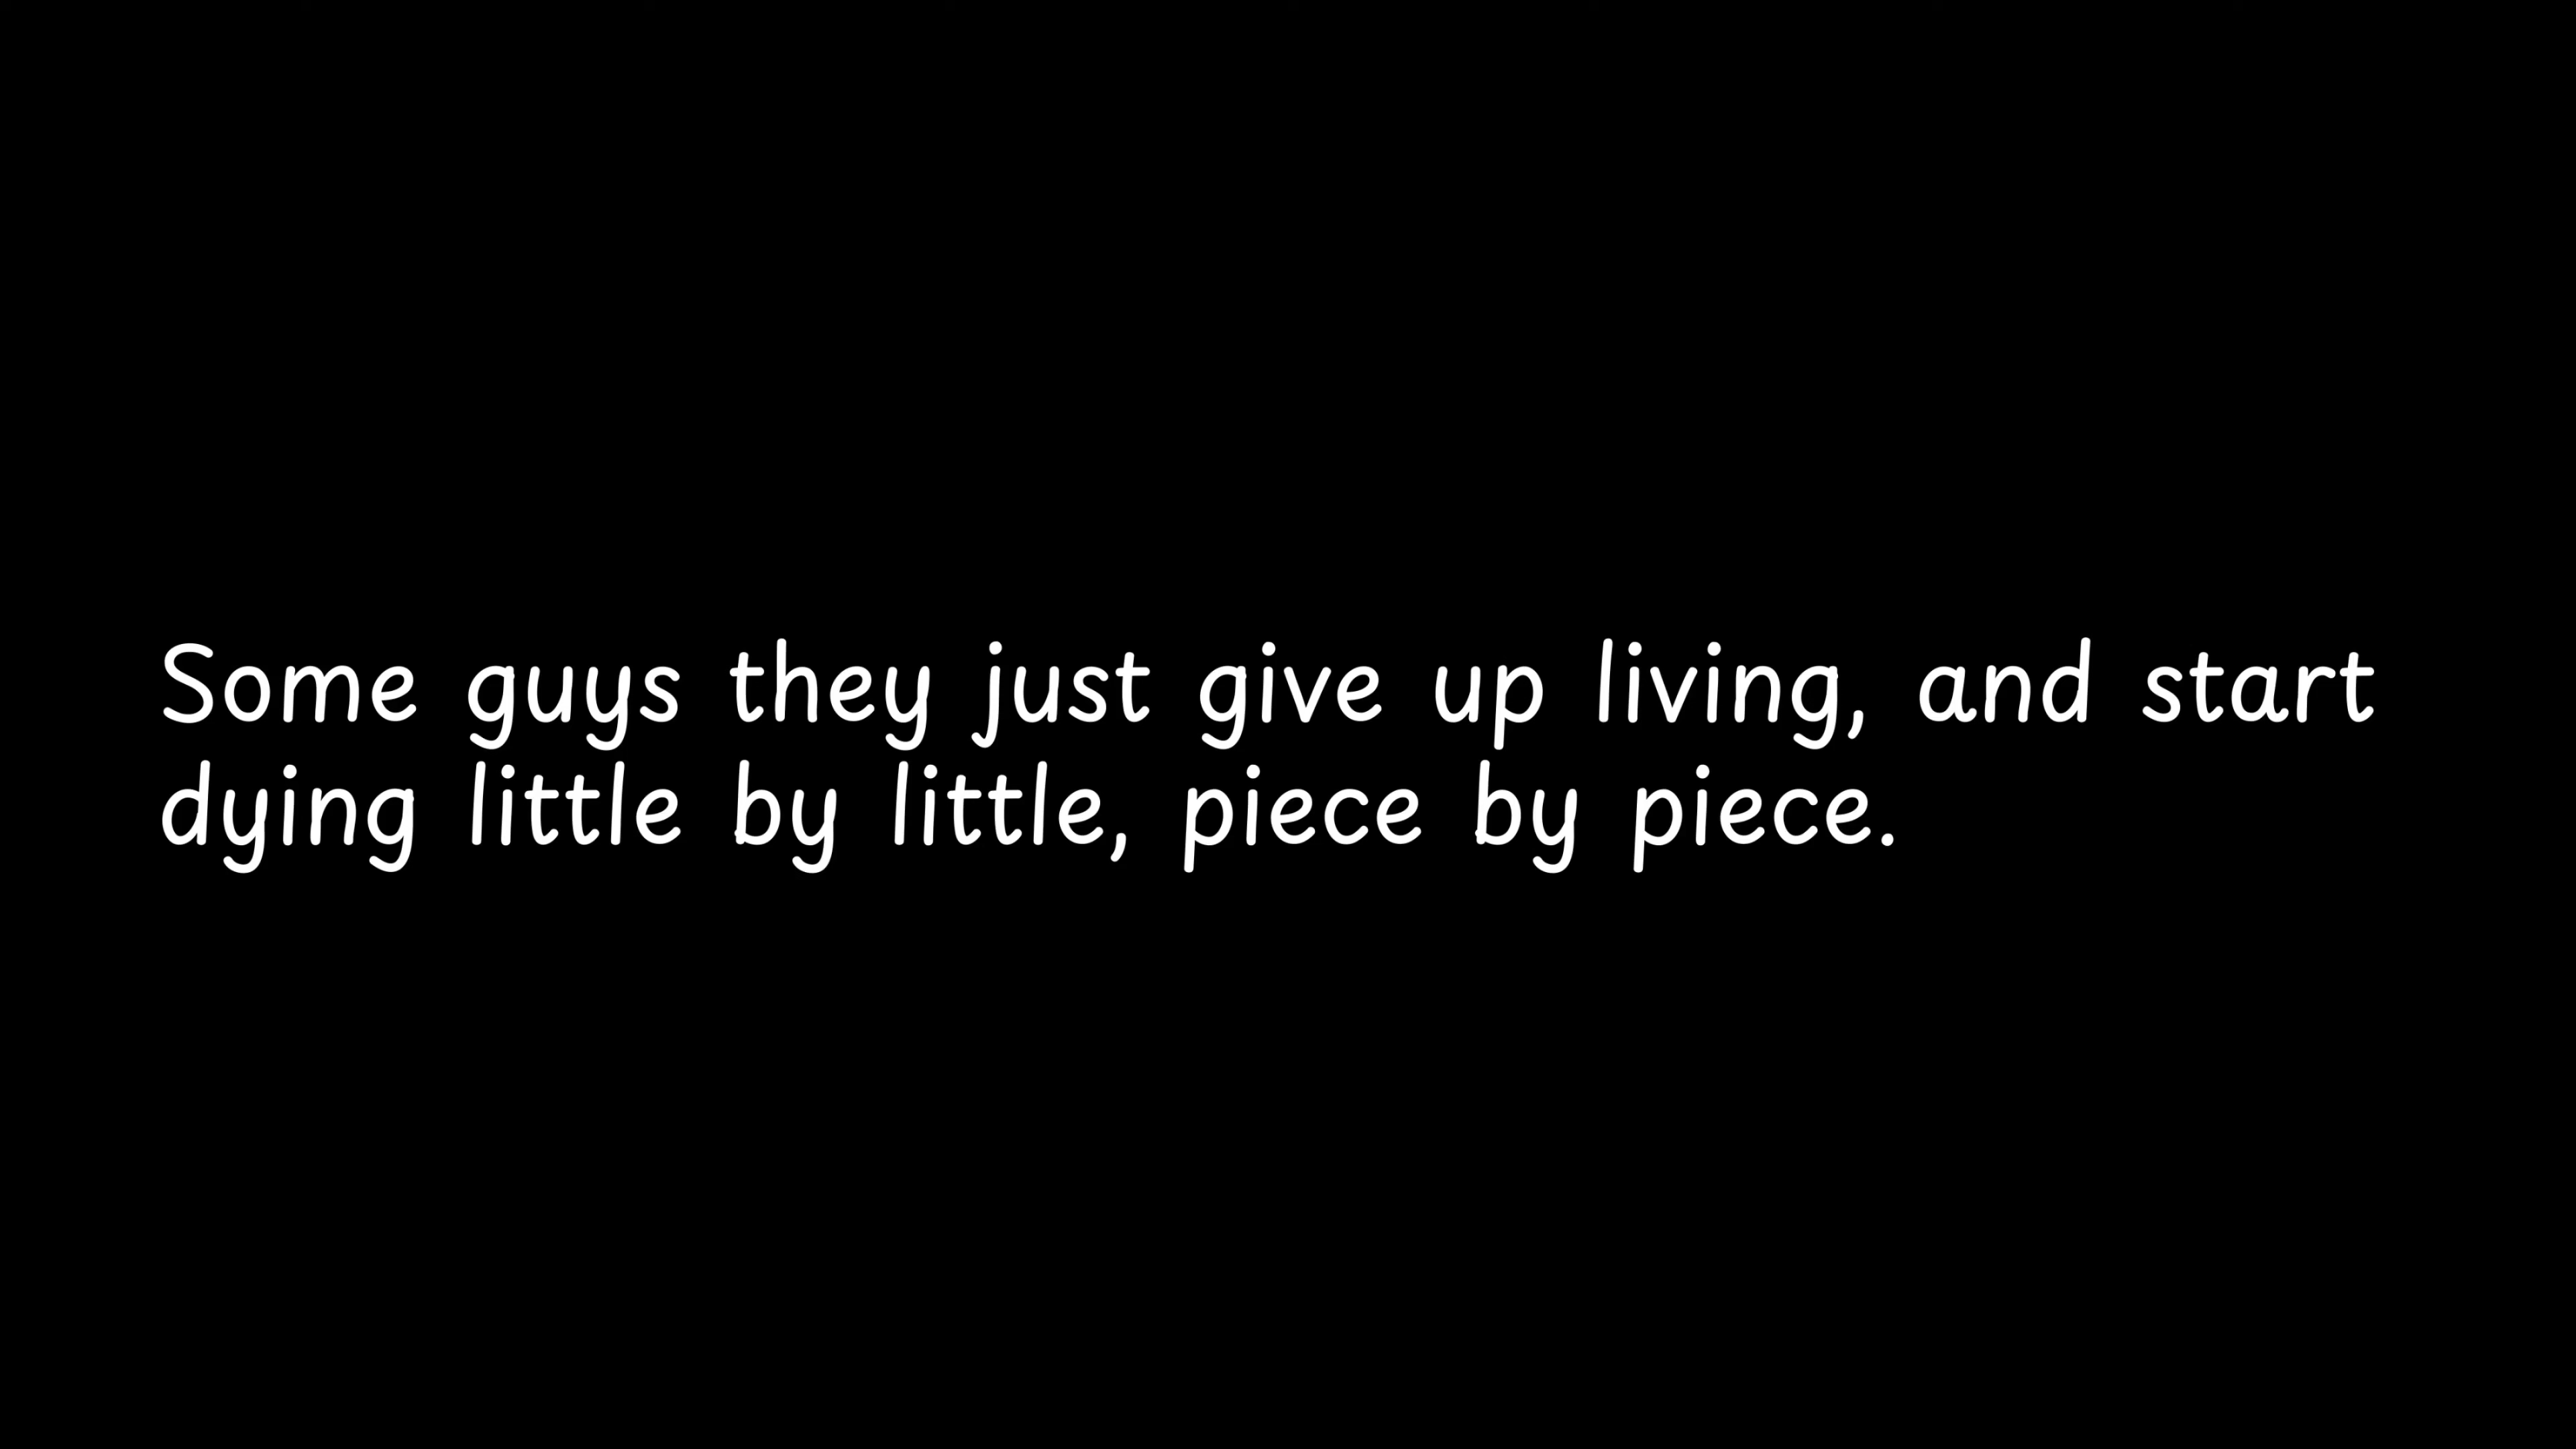 Some guys they just give up living, and start
dying little by little, piece by piece.